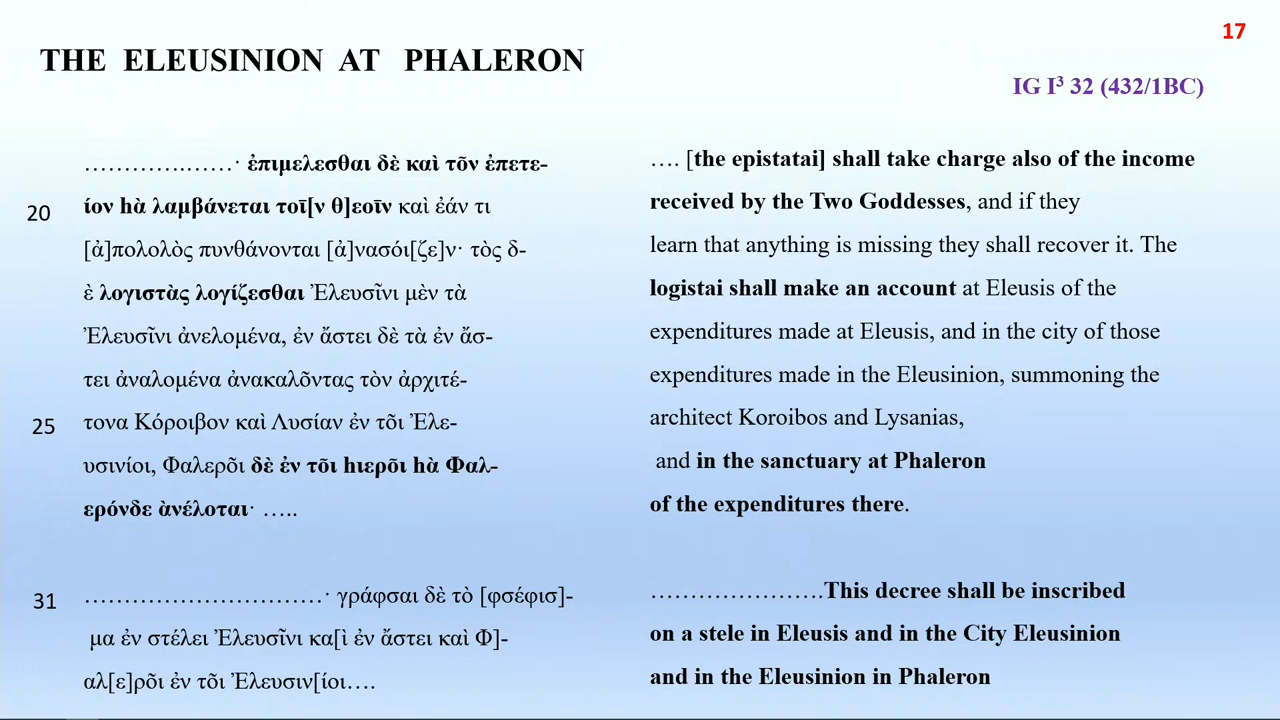 17
THE ELEUSINION AT PHALERON
IG I³ 32 (432/1BC)
………….……· ἐπιμελεσθαι δὲ καὶ τõν ἐπετε-
20 ίον hὰ λαμβάνεται τοῖ[ν θ]εοῖν καὶ ἐάν τι
[ἀ]πολολὸς πυνθάνονται [ἀ]νασόι[ζε]ν· τὸς δ-
ὲ λογιστὰς λογίζεσθαι Ἐλευσῖνι μὲν τὰ
Ἐλευσῖνι ἀνελομένα, ἐν ἄστει δὲ τὰ ἐν ἄσ-
τει ἀναλομένα ἀνακαλõντας τὸν ἀρχιτέ-
25 τονα Κόροιβον καὶ Λυσίαν ἐν τõι Ἐλε-
υσινίοι, Φαλερõι δὲ ἐν τõι hιερõι hὰ Φαλ-
ερόνδε ὰνέλοται· …..
31 …………………………· γράφσαι δὲ τὸ [φσέφισ]-
μα ἐν στέλει Ἐλευσῖνι κα[ὶ ἐν ἄστει καὶ Φ]-
αλ[ε]ρõι ἐν τõι Ἐλευσιν[ίοι….
…. [the epistatai] shall take charge also of the income
received by the Two Goddesses, and if they
learn that anything is missing they shall recover it. The
logistai shall make an account at Eleusis of the
expenditures made at Eleusis, and in the city of those
expenditures made in the Eleusinion, summoning the
architect Koroibos and Lysanias,
and in the sanctuary at Phaleron
of the expenditures there.
………………….This decree shall be inscribed
on a stele in Eleusis and in the City Eleusinion
and in the Eleusinion in Phaleron